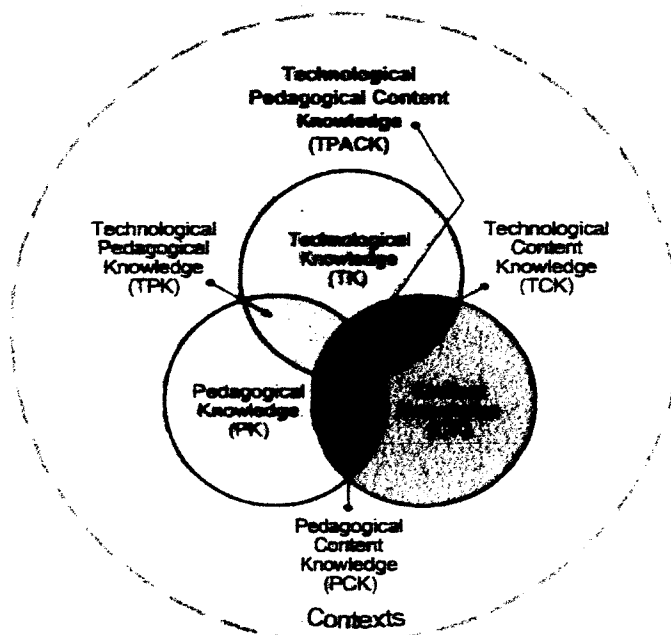 Technological
Pedagogical Content
Knowledge
(TPACK)
Technological
Pedagogical
Knowledge
(TPK)
Technological
Knowledge
(TK)
Technological
Content
Knowledge
(TCK)
Pedagogical
Knowledge
(PK)
Pedagogical
Content
Knowledge
(PCK)
Contexts